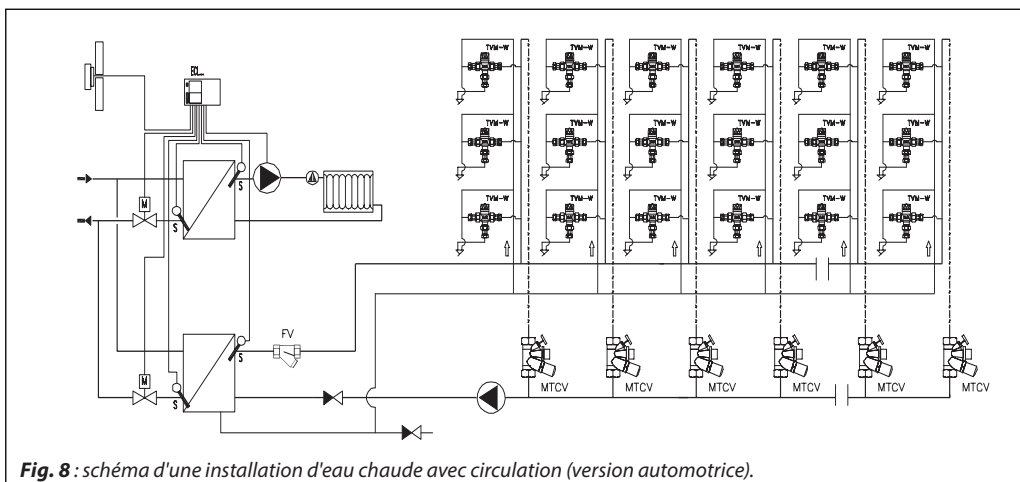 TVM-W TVM-W TVM-W TVM-W TVM-W TVM-W
ECL...
TVM-W TVM-W TVM-W TVM-W TVM-W TVM-W
S
M
S
TVM-W TVM-W TVM-W TVM-W TVM-W TVM-W
FV
S
M
S
MTCV MTCV MTCV MTCV MTCV MTCV
Fig. 8 : schéma d'une installation d'eau chaude avec circulation (version automotrice).